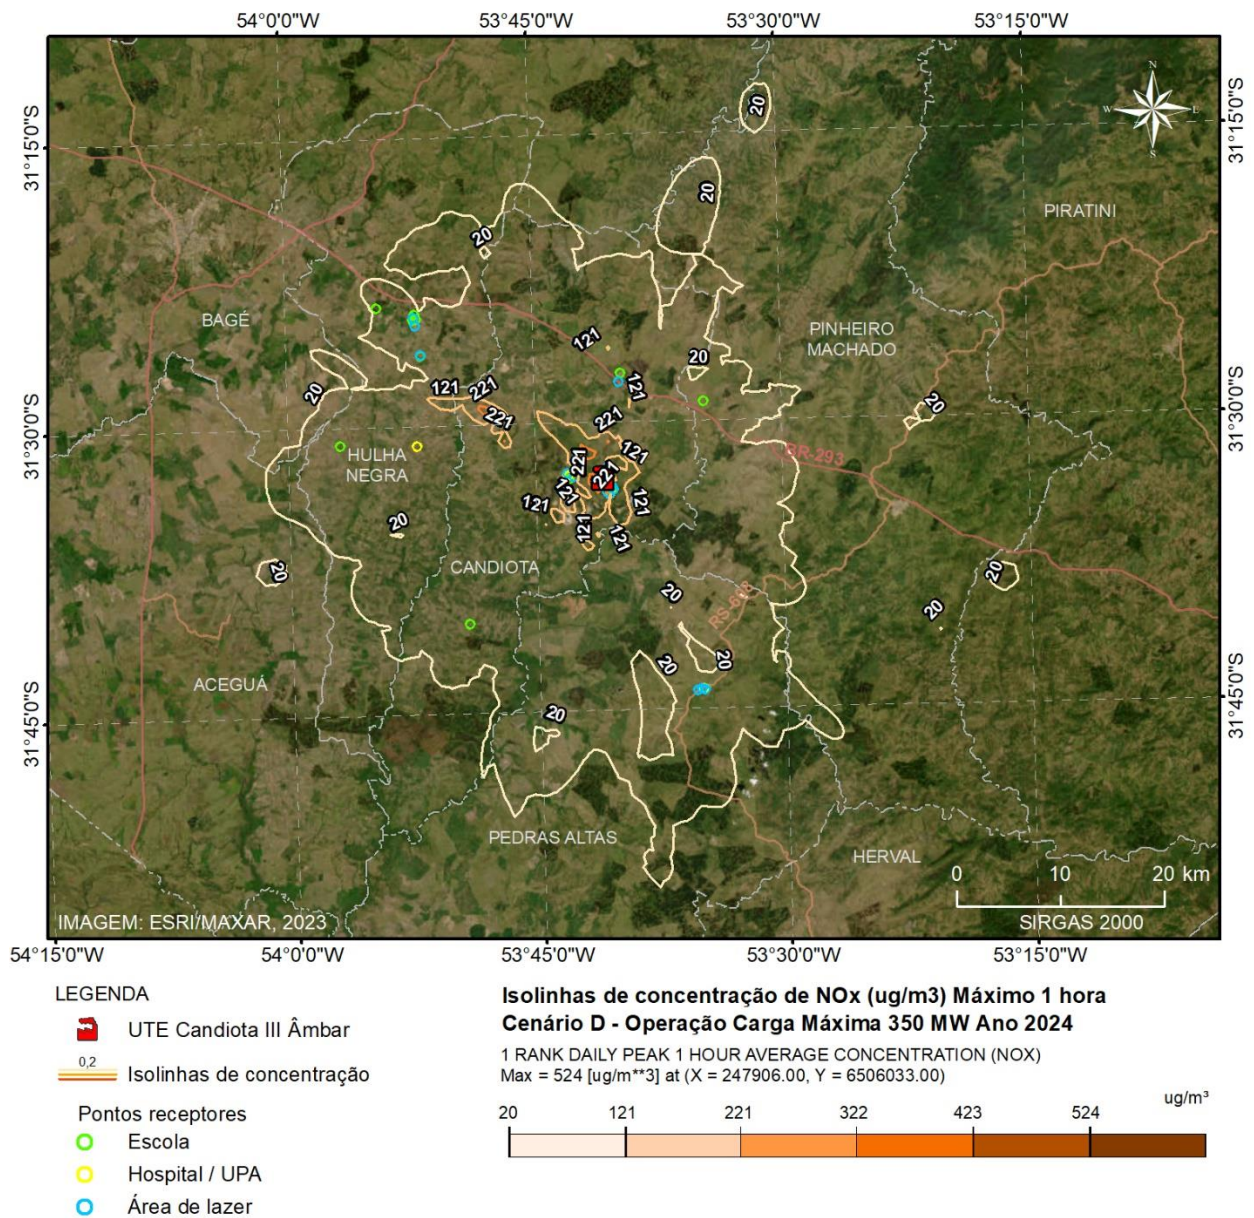 54°0'0"W 53°45'0"W 53°30'0"W 53°15'0"W
31°15'0"S 31°15'0"S
N
W L
S
20
20
PIRATINI
20
BAGÉ
PINHEIRO
MACHADO
121
20
121
20
121 221
221
20
221
31°30'0"S 31°30'0"S
BR-293
HULHA
NEGRA
221 121
221
121
121 121
20
121 121
CANDIOTA
20
20
20
20
RS-608
20 20
ACEGUÁ
31°45'0"S 31°45'0"S
20
PEDRAS ALTAS
HERVAL
0 10 20 km
IMAGEM: ESRI/MAXAR, 2023
SIRGAS 2000
54°15'0"W 54°0'0"W 53°45'0"W 53°30'0"W 53°15'0"W
LEGENDA
UTE Candiota III Âmbar
0,2
Isolinhas de concentração
Pontos receptores
Escola
Hospital / UPA
Área de lazer
Isolinhas de concentração de NOx (ug/m3) Máximo 1 hora
Cenário D - Operação Carga Máxima 350 MW Ano 2024
1 RANK DAILY PEAK 1 HOUR AVERAGE CONCENTRATION (NOX)
Max = 524 [ug/m**3] at (X = 247906.00, Y = 6506033.00)
ug/m³
20 121 221 322 423 524